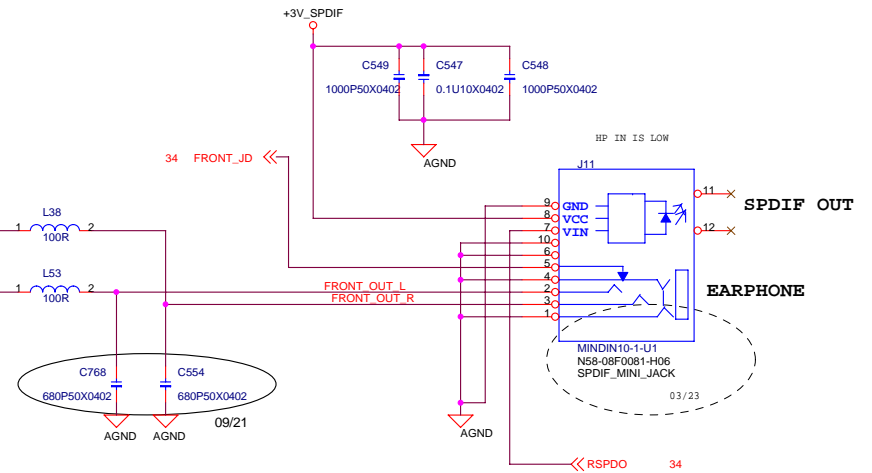 +3V_SPDIF
C549
C547
C548
1000P50X0402
0.1U10X0402
1000P50X0402
AGND
HP IN IS LOW
34 FRONT_JD
J11
11
SPDIF OUT
9 GND
8 VCC
7 VIN
12
10
6
5
4
2
3
1
EARPHONE
L38
1 2
100R
L53
1 2
100R
FRONT_OUT_L
FRONT_OUT_R
MINDIN10-1-U1
N58-08F0081-H06
SPDIF_MINI_JACK
03/23
C768
C554
680P50X0402
680P50X0402
09/21
AGND
AGND
AGND
RSPDO 34